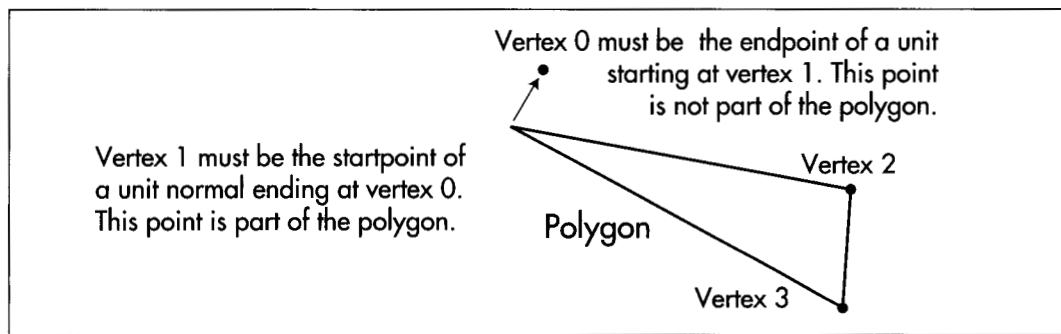 Vertex 0 must be the endpoint of a unit
starting at vertex 1. This point
is not part of the polygon.
Vertex 1 must be the startpoint of
a unit normal ending at vertex 0.
This point is part of the polygon.
Vertex 2
Polygon
Vertex 3